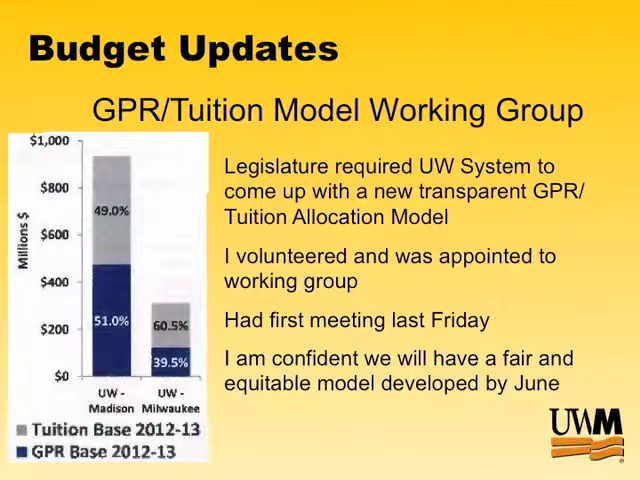 Budget Updates
GPR/Tuition Model Working Group
$1,000
$800
$600
$400
$200
$0
Millions $
49.0%
51.0%
60.5%
39.5%
UW - Madison
UW - Milwaukee
Tuition Base 2012-13
GPR Base 2012-13
Legislature required UW System to
come up with a new transparent GPR/
Tuition Allocation Model
I volunteered and was appointed to
working group
Had first meeting last Friday
I am confident we will have a fair and
equitable model developed by June
UWM
®